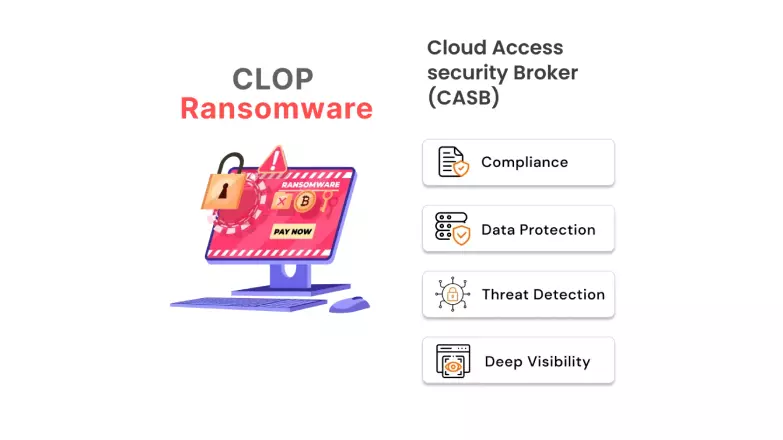 CLOP
Ransomware
RANSOMWARE
PAY NOW
Cloud Access
security Broker
(CASB)
Compliance
Data Protection
Threat Detection
Deep Visibility